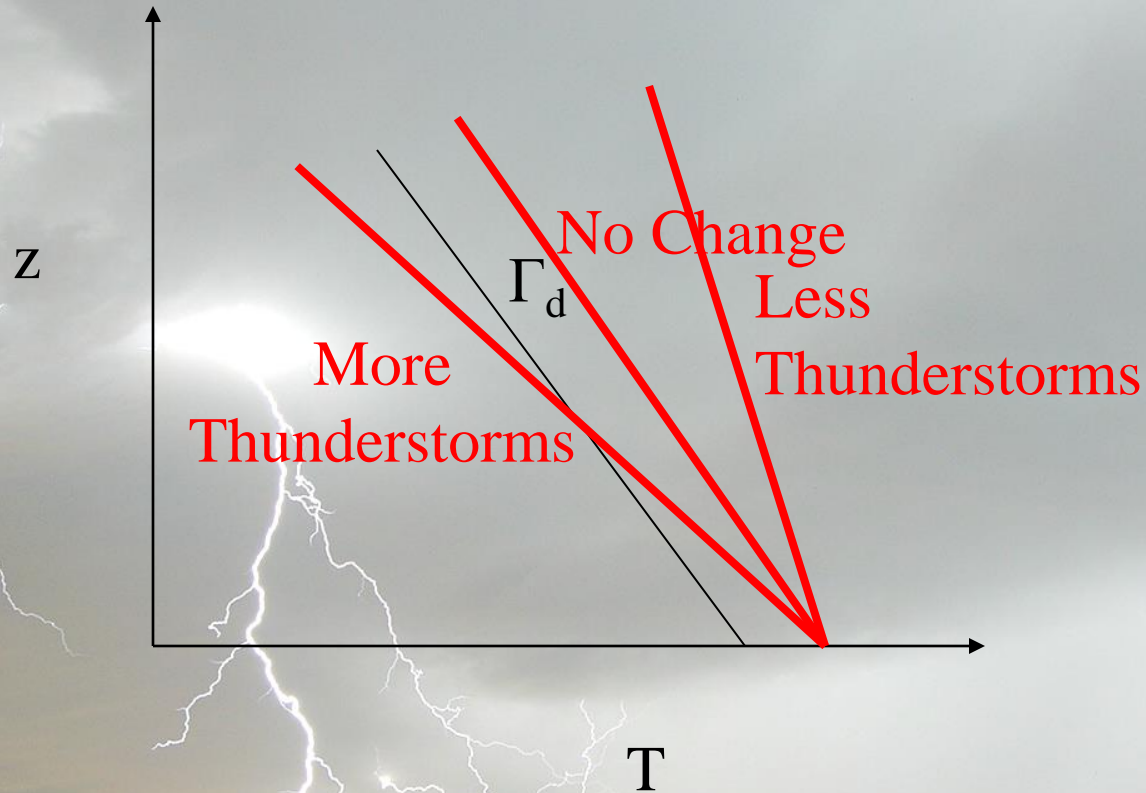 z
No Change
Γd
Less
Thunderstorms
More
Thunderstorms
T